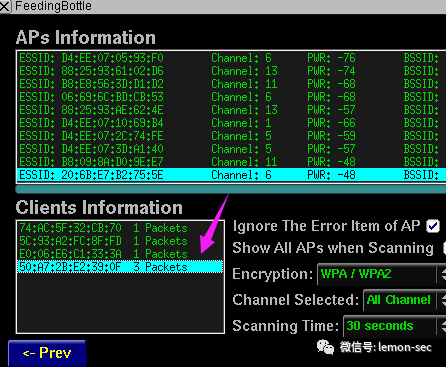 FeedingBottle
APs Information
ESSID: D4:EE:07:05:93:F0 Channel: 6 PWR: -76 BSSID:
ESSID: 88:25:93:61:02:D6 Channel: 13 PWR: -74 BSSID:
ESSID: B8:E8:56:3D:D1:D2 Channel: 11 PWR: -68 BSSID:
ESSID: 06:69:6C:BD:CB:53 Channel: 6 PWR: -68 BSSID:
ESSID: 88:25:93:AE:62:4E Channel: 13 PWR: -68 BSSID:
ESSID: D4:EE:07:10:69:B4 Channel: 1 PWR: -66 BSSID:
ESSID: D4:EE:07:2C:74:FE Channel: 5 PWR: -59 BSSID:
ESSID: D4:EE:07:3D:A1:40 Channel: 5 PWR: -57 BSSID:
ESSID: B8:09:8A:D0:9E:E7 Channel: 11 PWR: -48 BSSID:
ESSID: 20:6B:E7:B2:75:5E Channel: 6 PWR: -48 BSSID:
Clients Information
74:AC:5F:32:CB:70 1 Packets
5C:93:A2:FC:8F:FD 1 Packets
E0:06:E6:C1:33:3A 1 Packets
50:A7:2B:E2:39:0F 3 Packets
Ignore The Error Item of AP
Show All APs when Scanning
Encryption: WPA / WPA2
Channel Selected: All Channel
Scanning Time: 30 seconds
<- Prev
微信号: lemon-sec